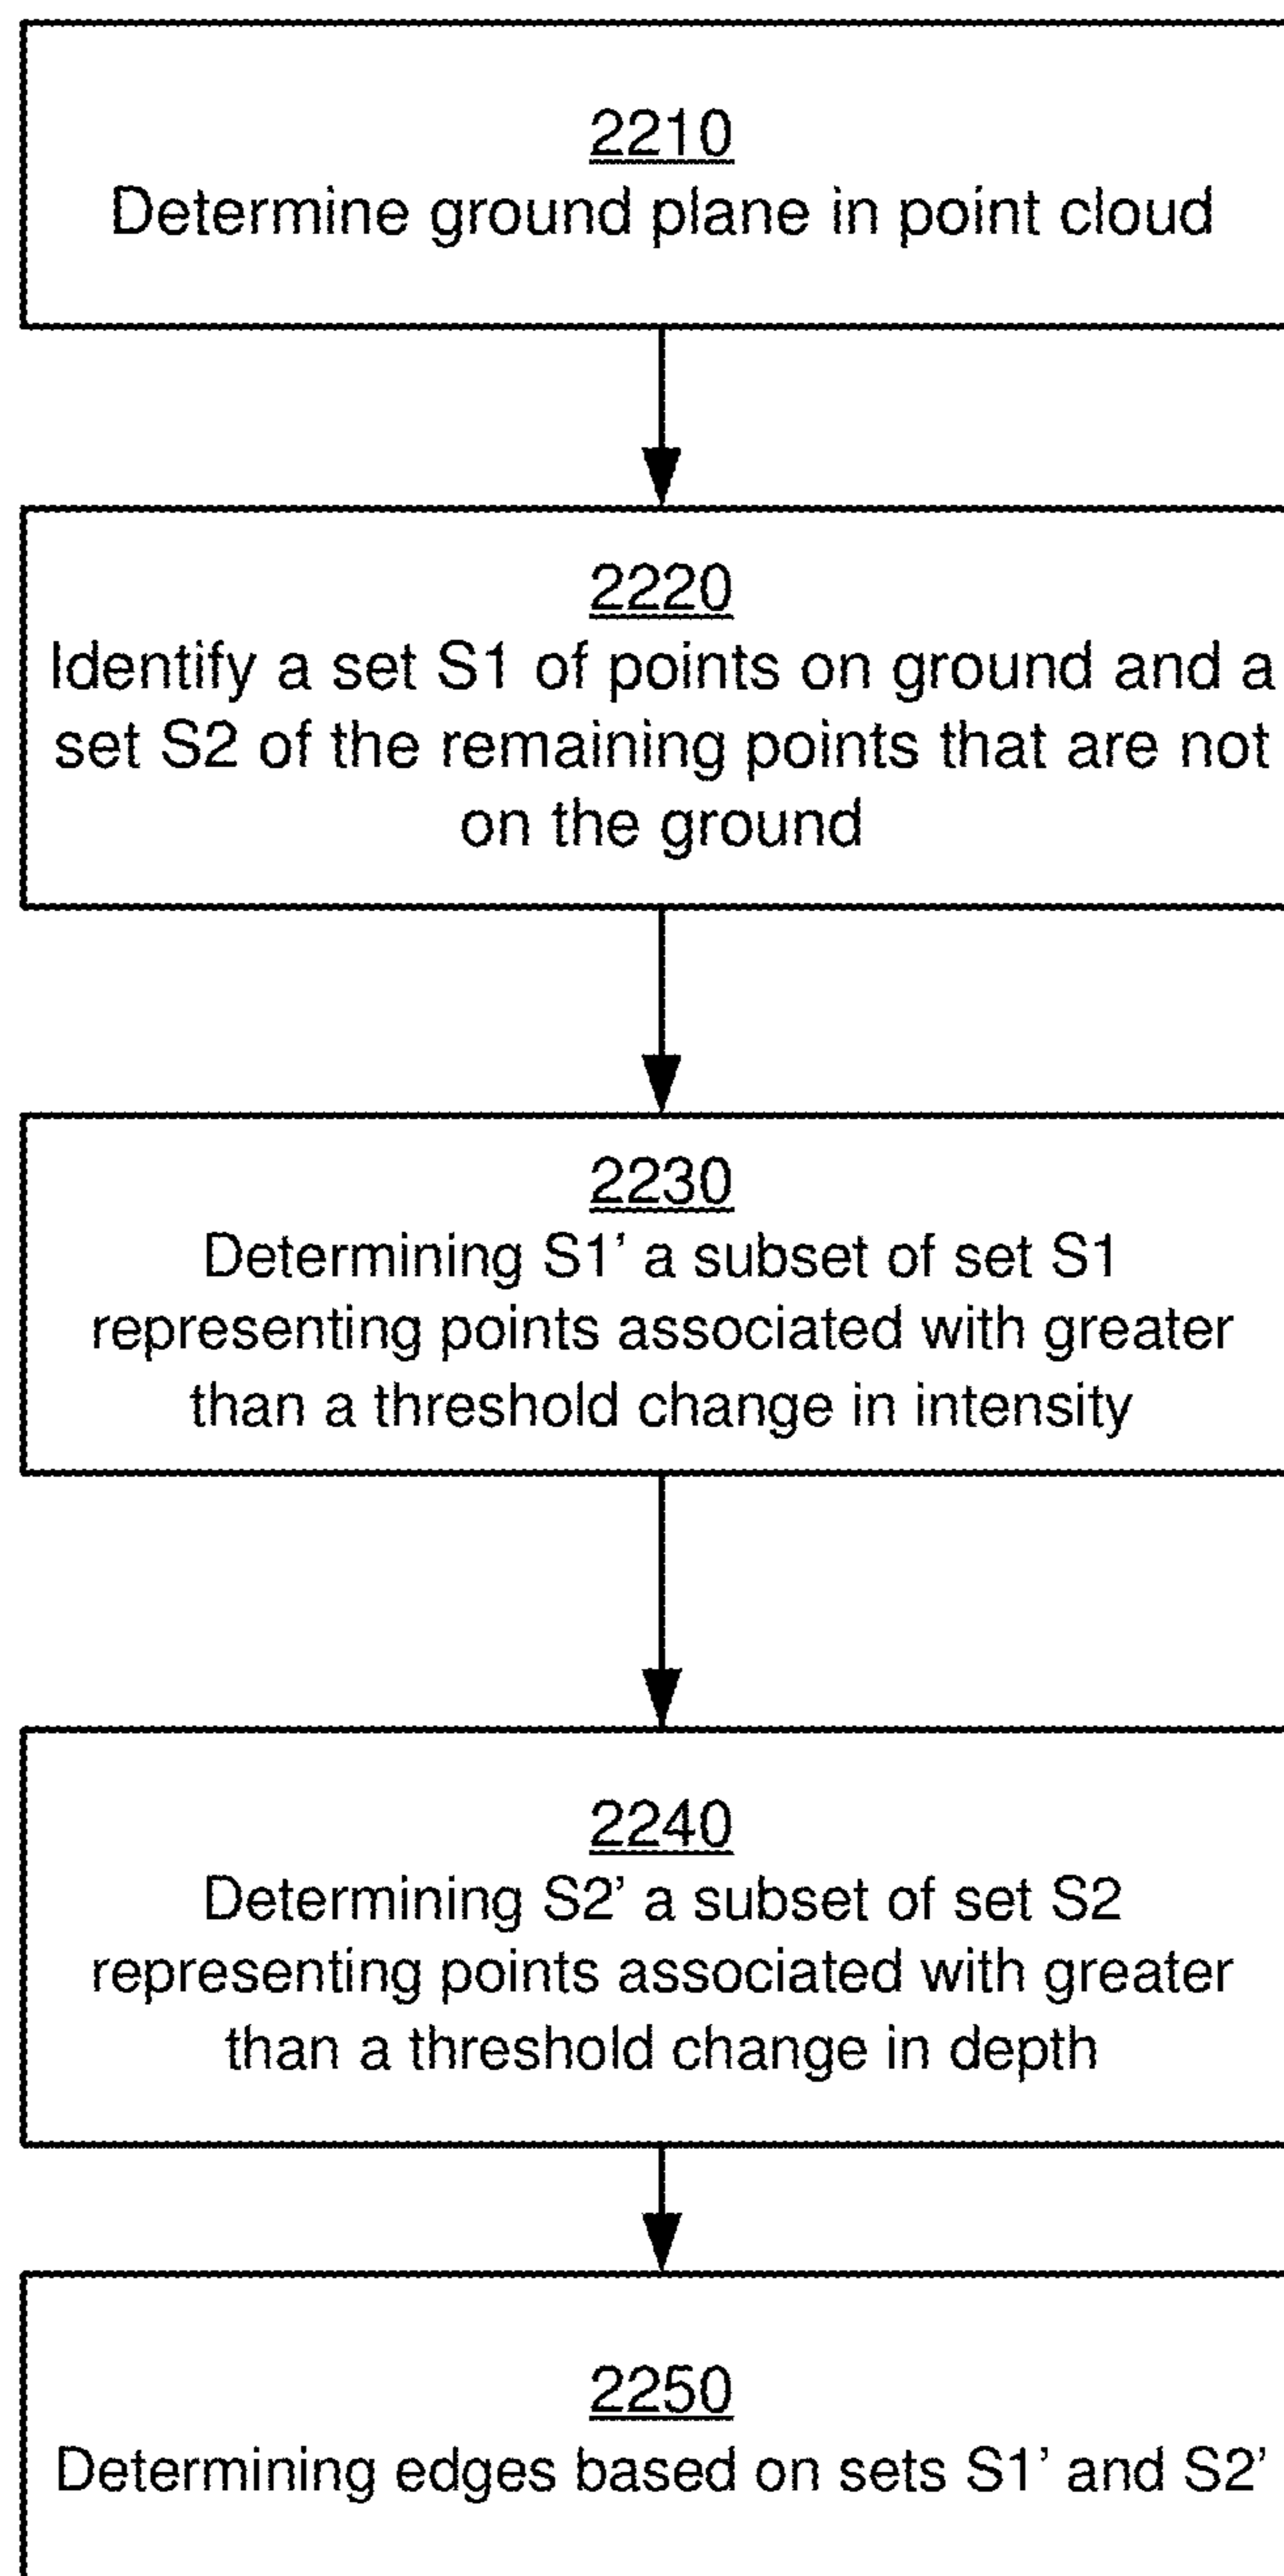 2210
Determine ground plane in point cloud
2220
Identify a set S1 of points on ground and a
set S2 of the remaining points that are not
on the ground
2230
Determining S1' a subset of set S1
representing points associated with greater
than a threshold change in intensity
2240
Determining S2' a subset of set S2
representing points associated with greater
than a threshold change in depth
2250
Determining edges based on sets S1' and S2'